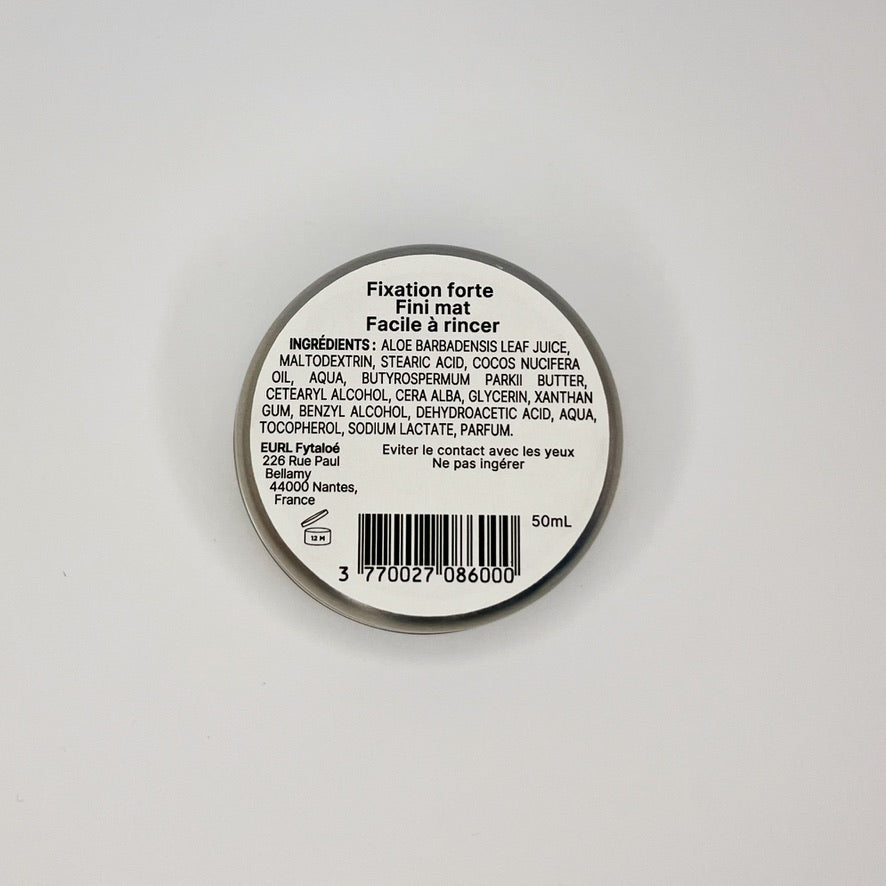 Fixation forte
Fini mat
Facile à rincer
INGRÉDIENTS : ALOE BARBADENSIS LEAF JUICE,
MALTODEXTRIN, STEARIC ACID, COCOS NUCIFERA
OIL, AQUA, BUTYROSPERMUM PARKII BUTTER,
CETEARYL ALCOHOL, CERA ALBA, GLYCERIN, XANTHAN
GUM, BENZYL ALCOHOL, DEHYDROACETIC ACID, AQUA,
TOCOPHEROL, SODIUM LACTATE, PARFUM.
EURL Fytaloé
226 Rue Paul
Bellamy
44000 Nantes,
France
Eviter le contact avec les yeux
Ne pas ingérer
12 M
50mL
3 770027 086000